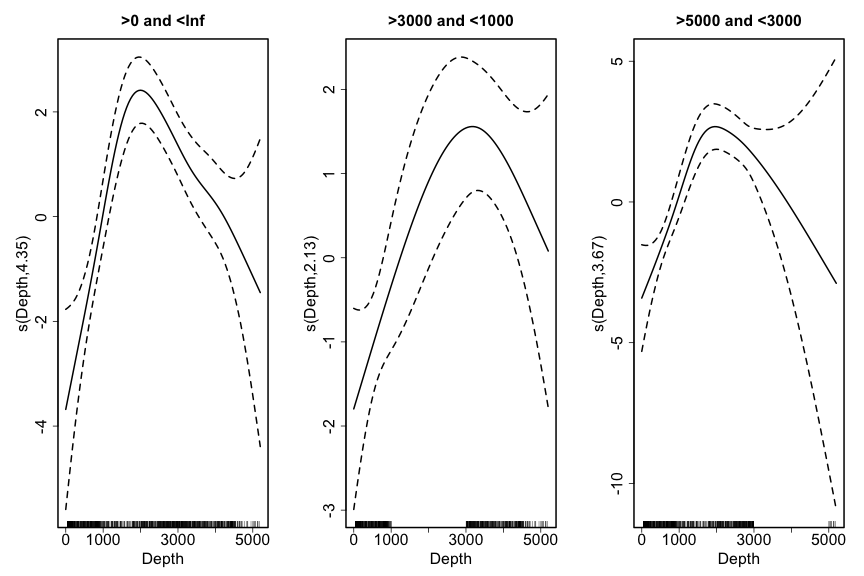 >0 and <Inf
s(Depth,4.35)
2
0
-2
-4
0 1000 3000 5000
Depth
>3000 and <1000
s(Depth,2.13)
2
1
0
-1
-2
-3
0 1000 3000 5000
Depth
>5000 and <3000
s(Depth,3.67)
5
0
-5
-10
0 1000 3000 5000
Depth